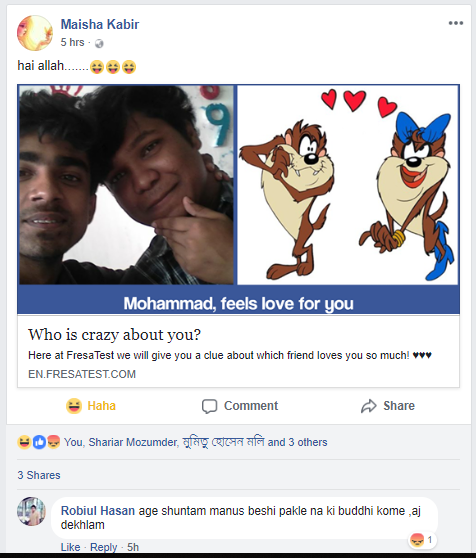 Maisha Kabir
5 hrs ·
hai allah.......😝😝😝
9
Mohammad, feels love for you
Who is crazy about you?
Here at FresaTest we will give you a clue about which friend loves you so much! ♥♥♥
EN.FRESATEST.COM
Haha Comment Share
You, Shariar Mozumder, মুমিতু হোসেন মলি and 3 others
3 Shares
Robiul Hasan age shuntam manus beshi pakle na ki buddhi kome ,aj
dekhlam
1
Like · Reply · 5h